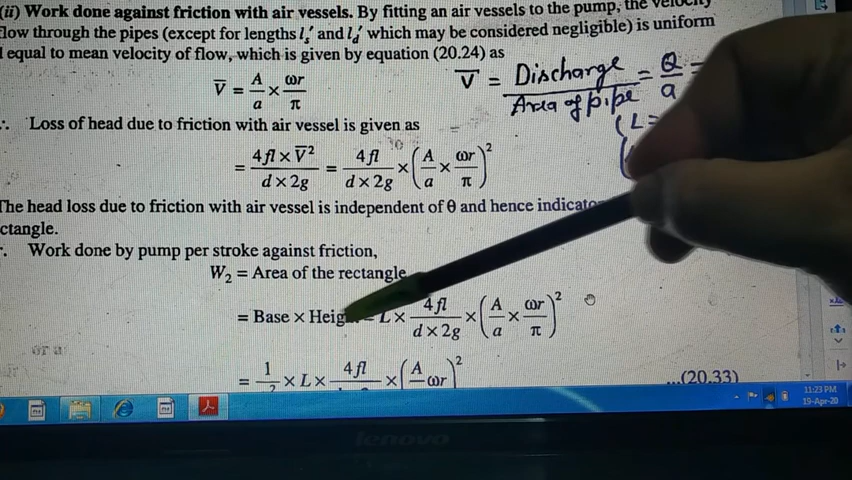 (ii) Work done against friction with air vessels. By fitting an air vessels to the pump, the velocity
flow through the pipes (except for lengths lₛ′ and l_d′ which may be considered negligible) is uniform
equal to mean velocity of flow, which is given by equation (20.24) as
V̅ = A/a × ωr/π
V̅ = Discharge / Area of pipe = Q/a =
∴ Loss of head due to friction with air vessel is given as
(L =
= 4fl × V̅² / d × 2g = 4fl / d × 2g × (A/a × ωr/π)²
The head loss due to friction with air vessel is independent of θ and hence
ctangle.
∴ Work done by pump per stroke against friction,
W₂ = Area of the rectangle
= Base × Heig = L × 4fl / d × 2g × (A/a × ωr/π)²
= 1/ 2 × L × 4fl × (A/ ωr)²
...(20.33)
lenovo
11:23 PM
19-Apr-20